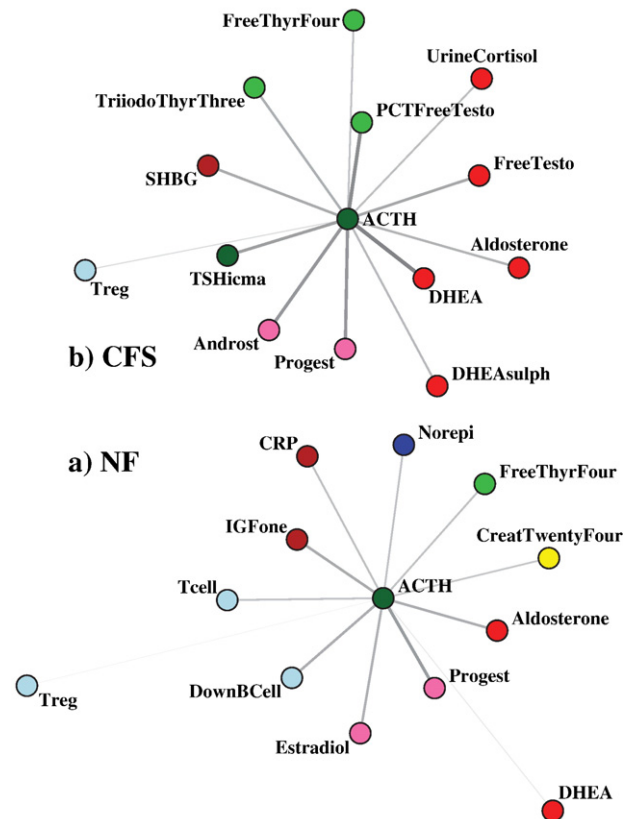 FreeThyrFour
UrineCortisol
TriiodoThyrThree
PCTFreeTesto
SHBG
FreeTesto
ACTH
Aldosterone
TSHicma
Treg
DHEA
Androst
Progest
b) CFS
DHEAsulph
Norepi
CRP
a) NF
FreeThyrFour
IGFone
CreatTwentyFour
Tcell
ACTH
Aldosterone
Progest
Treg
DownBCell
Estradiol
DHEA